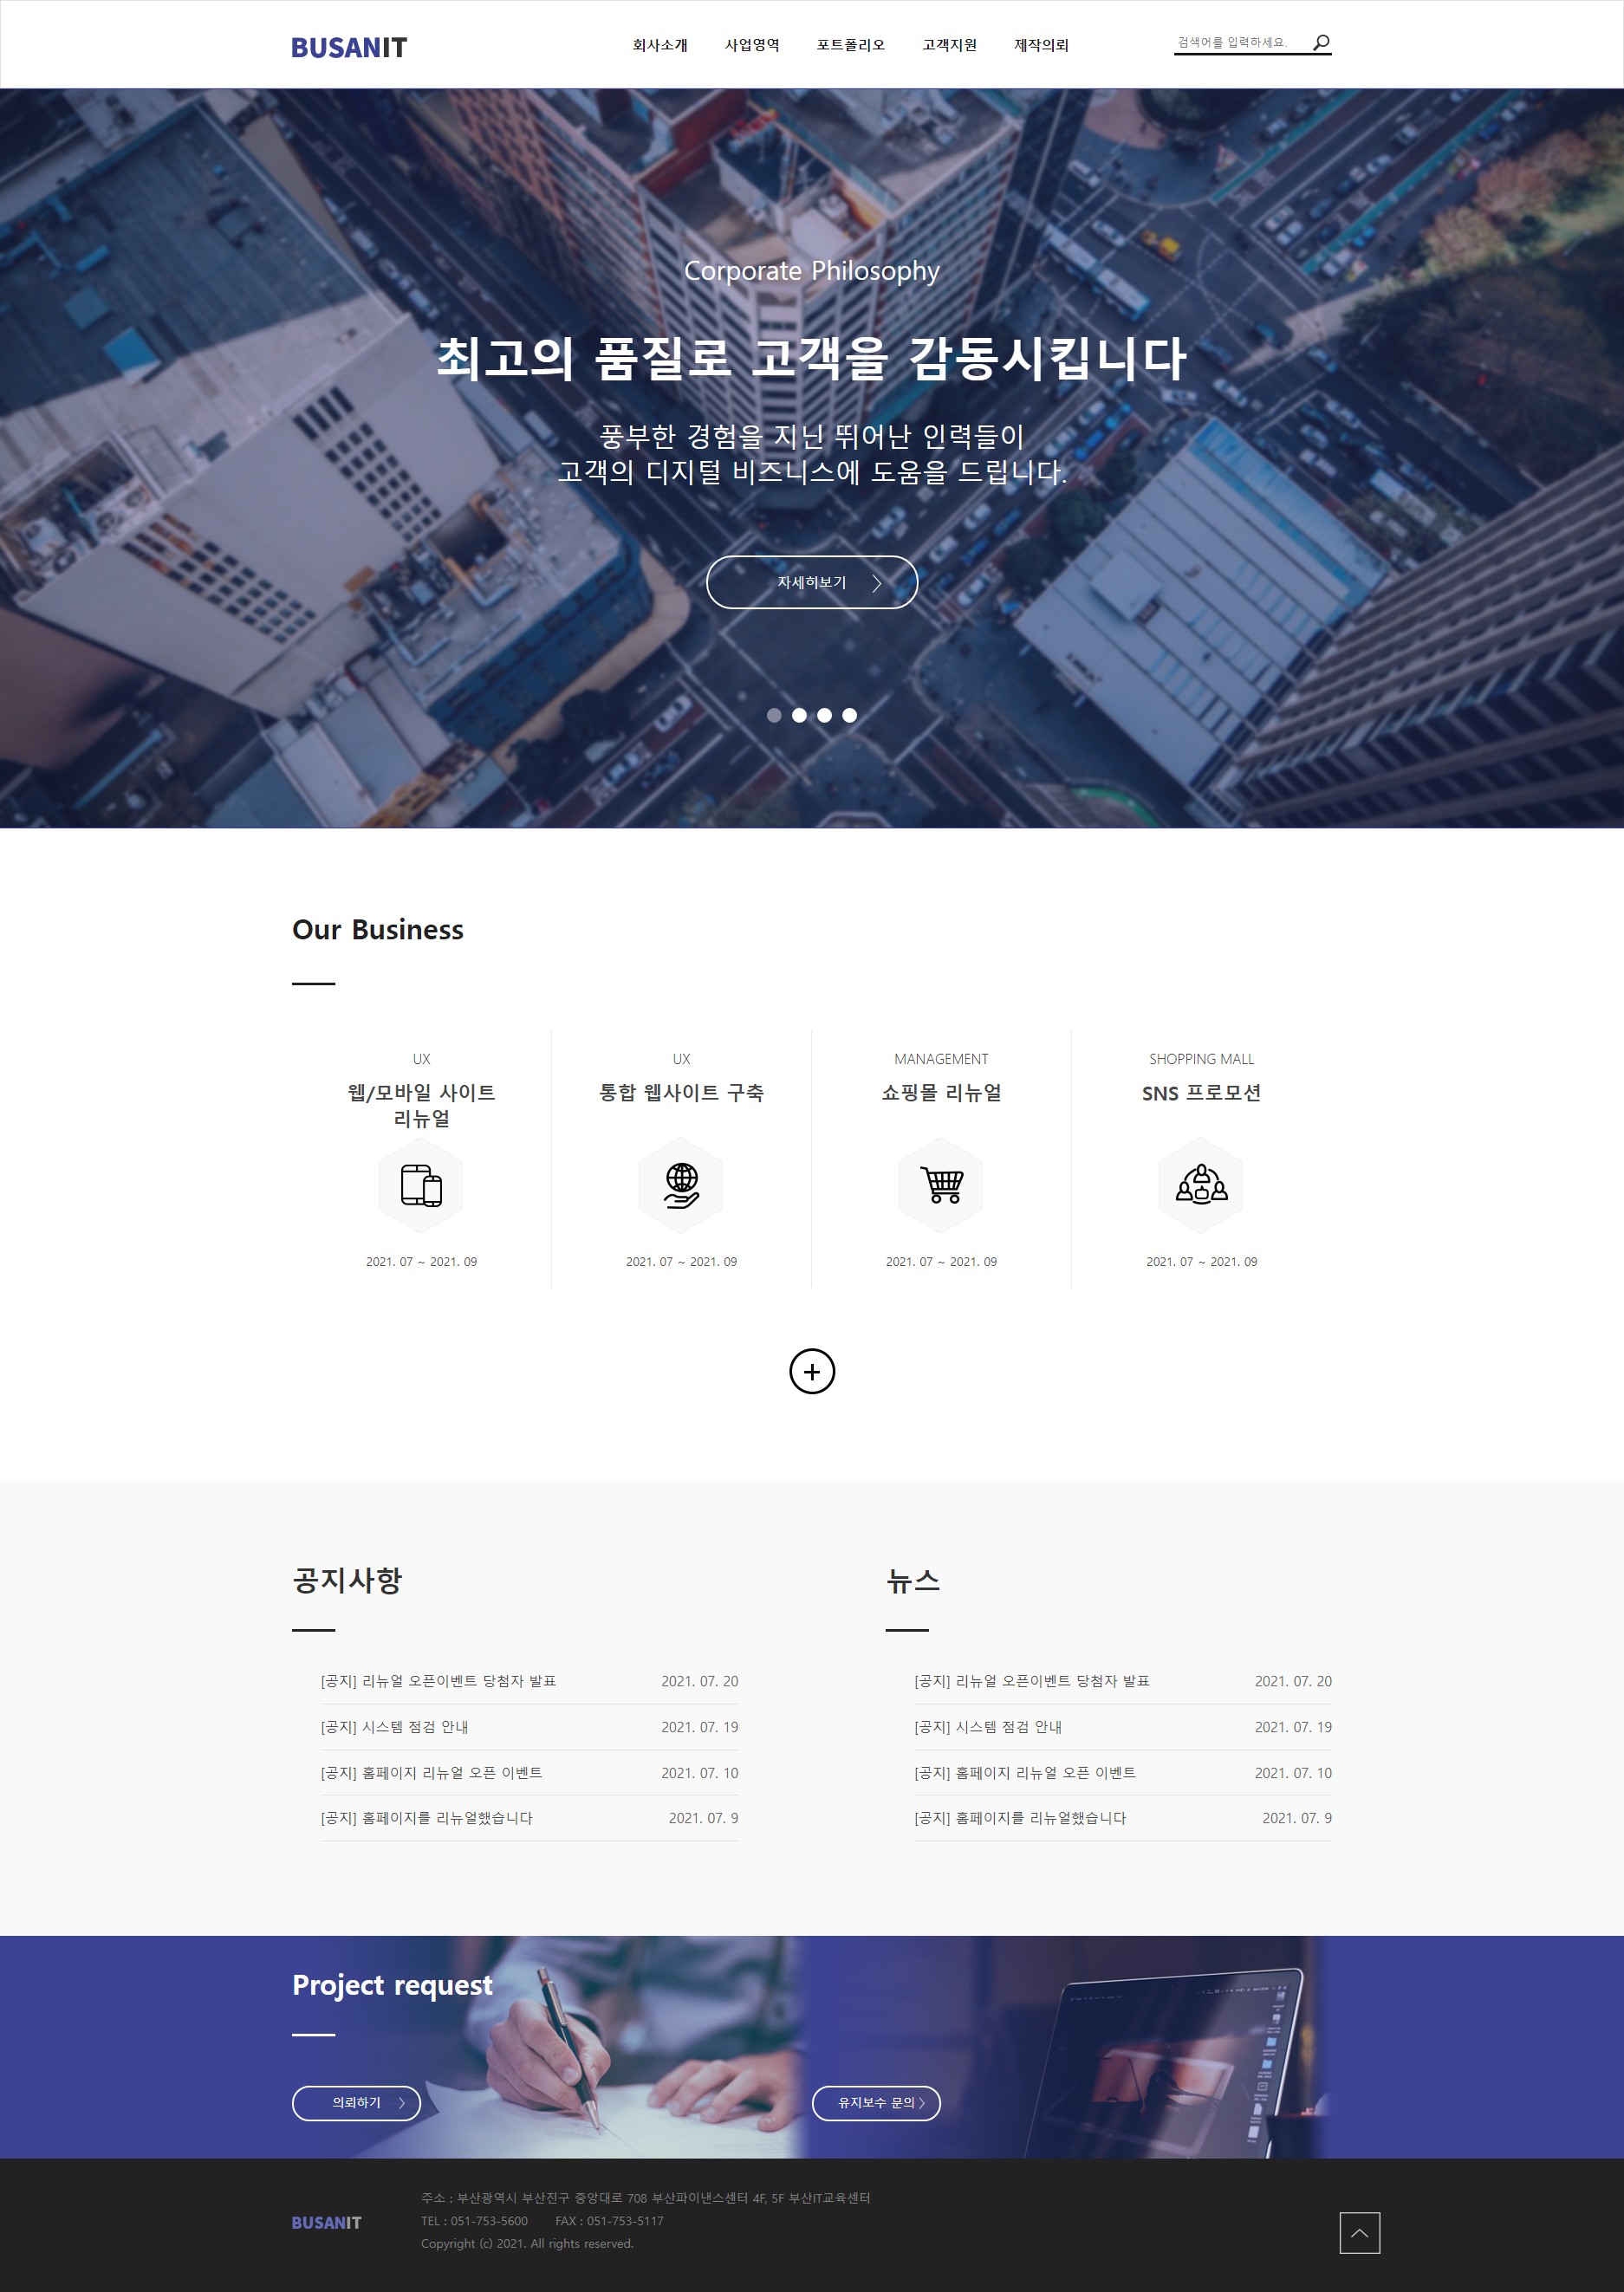 BUSANIT
회사소개 사업영역 포트폴리오 고객지원 제작의뢰
검색어를 입력하세요.
Corporate Philosophy
최고의 품질로 고객을 감동시킵니다
풍부한 경험을 지닌 뛰어난 인력들이
고객의 디지털 비즈니스에 도움을 드립니다.
자세히보기
Our Business
UX
웹/모바일 사이트
리뉴얼
2021. 07 ~ 2021. 09
UX
통합 웹사이트 구축
2021. 07 ~ 2021. 09
MANAGEMENT
쇼핑몰 리뉴얼
2021. 07 ~ 2021. 09
SHOPPING MALL
SNS 프로모션
2021. 07 ~ 2021. 09
공지사항
[공지] 리뉴얼 오픈이벤트 당첨자 발표 2021. 07. 20
[공지] 시스템 점검 안내 2021. 07. 19
[공지] 홈페이지 리뉴얼 오픈 이벤트 2021. 07. 10
[공지] 홈페이지를 리뉴얼했습니다 2021. 07. 9
뉴스
[공지] 리뉴얼 오픈이벤트 당첨자 발표 2021. 07. 20
[공지] 시스템 점검 안내 2021. 07. 19
[공지] 홈페이지 리뉴얼 오픈 이벤트 2021. 07. 10
[공지] 홈페이지를 리뉴얼했습니다 2021. 07. 9
Project request
의뢰하기
유지보수 문의
BUSANIT
주소 : 부산광역시 부산진구 중앙대로 708 부산파이낸스센터 4F, 5F 부산IT교육센터
TEL : 051-753-5600 FAX : 051-753-5117
Copyright (c) 2021. All rights reserved.